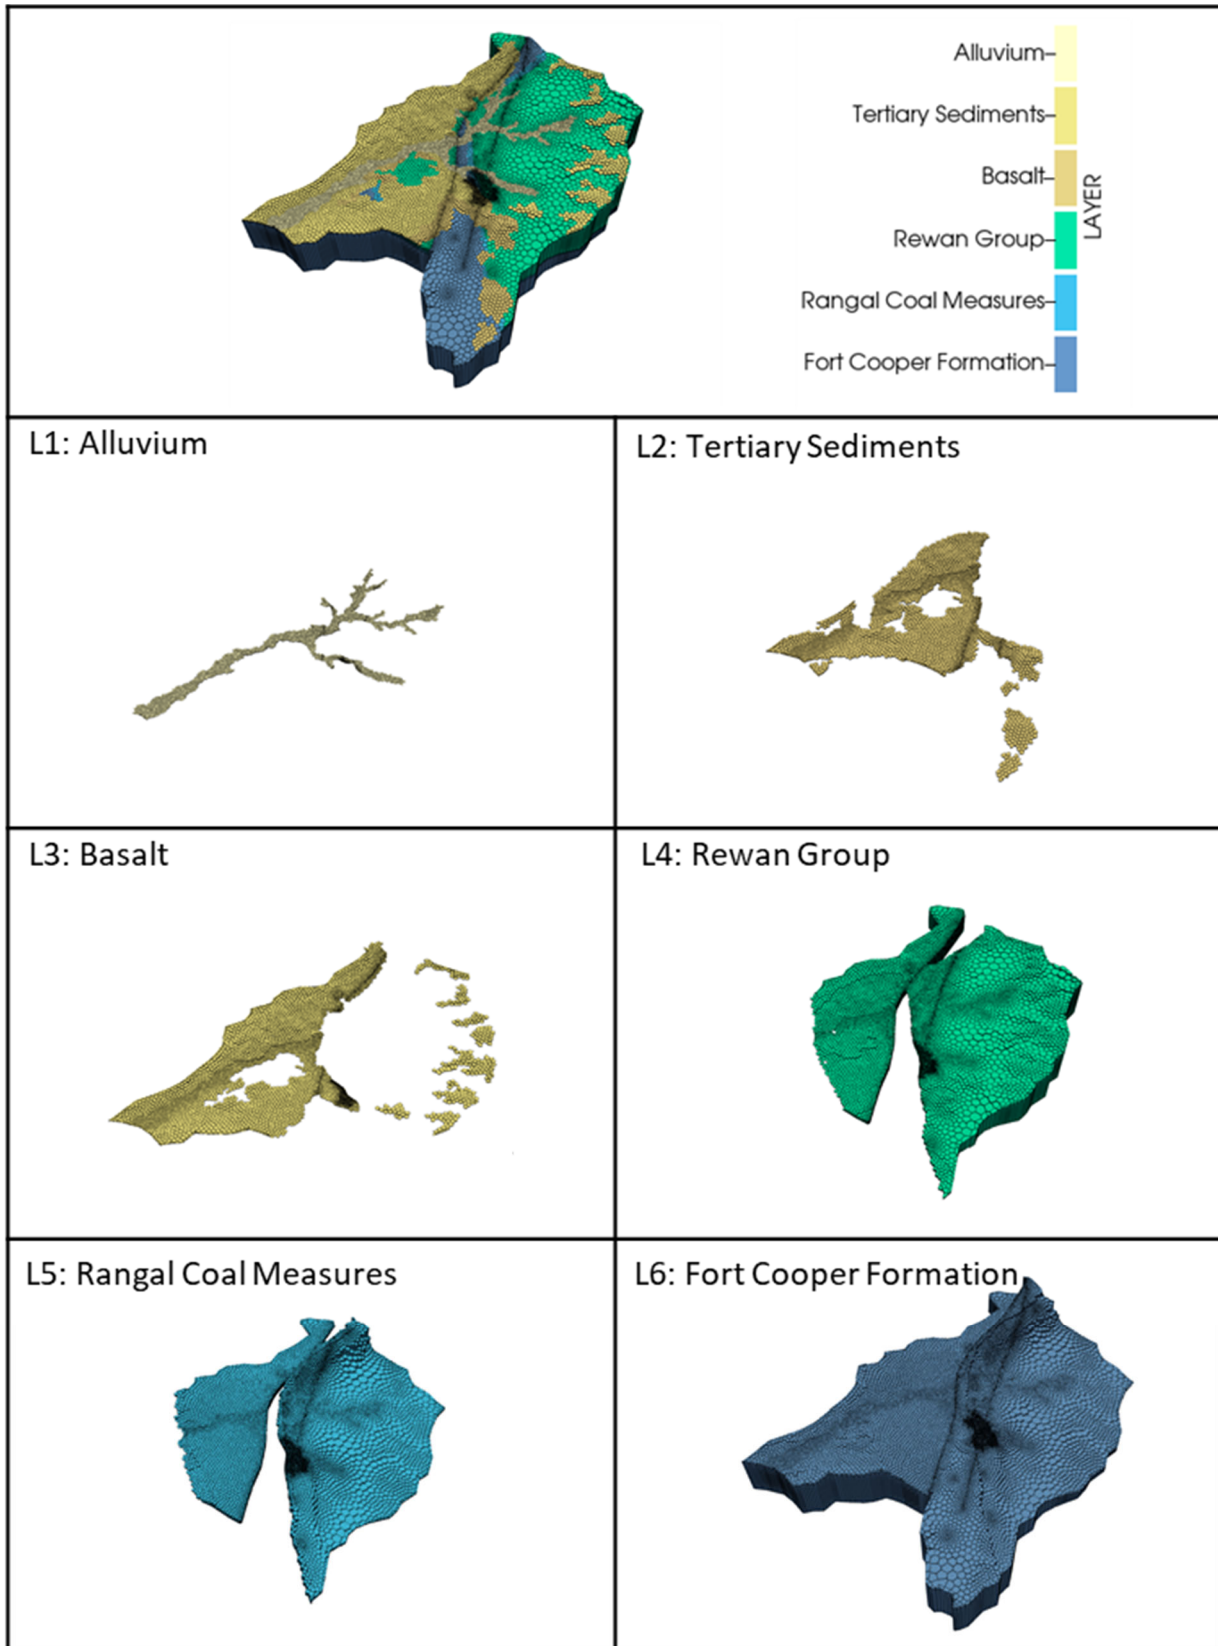 Alluvium
Tertiary Sediments
Basalt
Rewan Group
Rangal Coal Measures
Fort Cooper Formation
LAYER
L1: Alluvium
L2: Tertiary Sediments
L3: Basalt
L4: Rewan Group
L5: Rangal Coal Measures
L6: Fort Cooper Formation